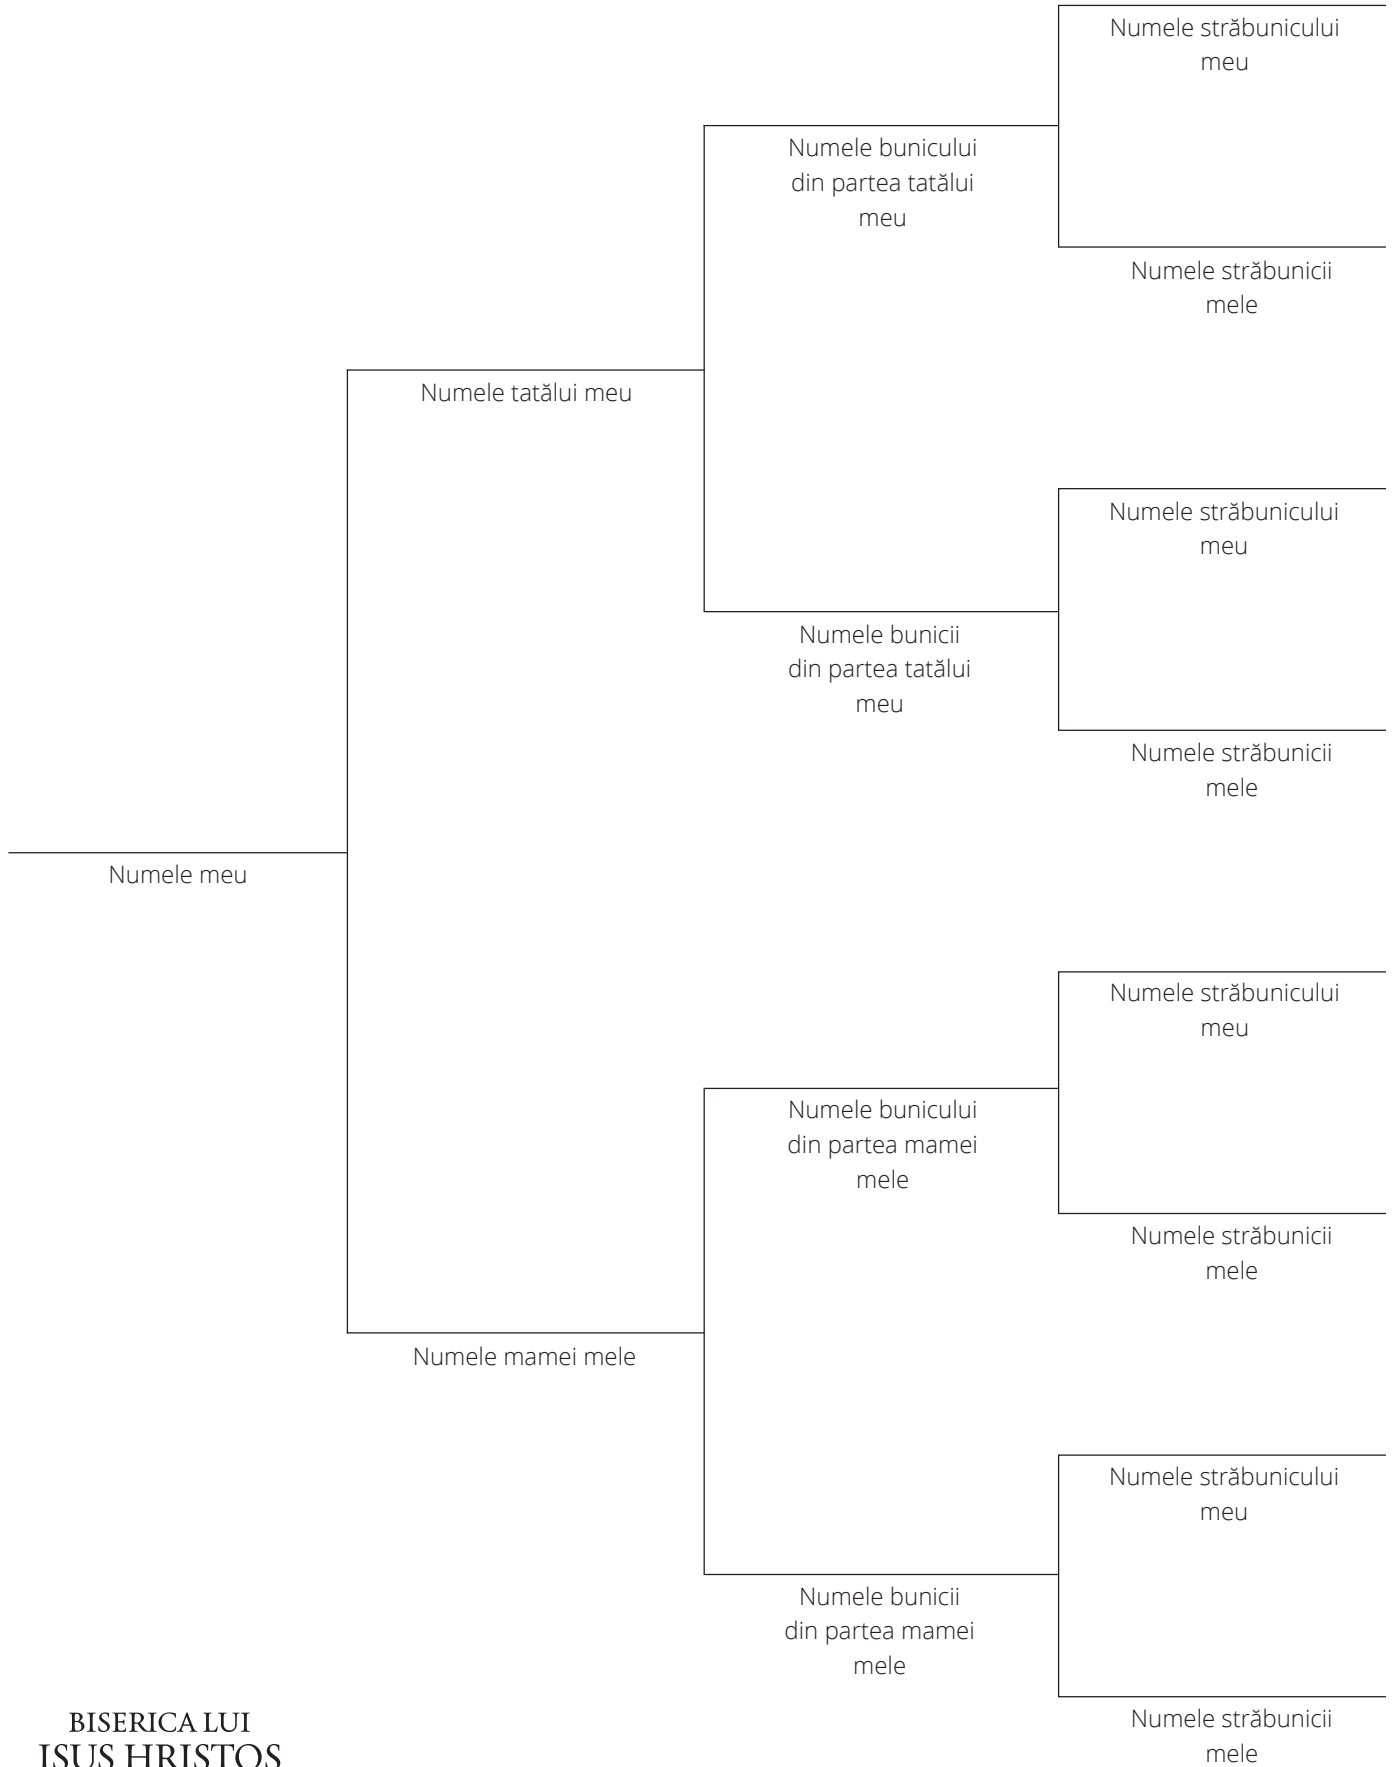 Numele străbunicului
meu
Numele bunicului
din partea tatălui
meu
Numele străbunicii
mele
Numele tatălui meu
Numele străbunicului
meu
Numele bunicii
din partea tatălui
meu
Numele străbunicii
mele
Numele meu
Numele străbunicului
meu
Numele bunicului
din partea mamei
mele
Numele străbunicii
mele
Numele mamei mele
Numele străbunicului
meu
Numele bunicii
din partea mamei
mele
Numele străbunicii
mele
BISERICA LUI
ISUS HRISTOS